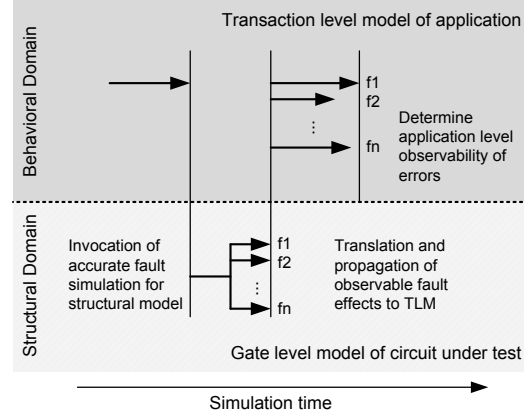 Transaction level model of application
Behavioral Domain
f1
f2
⋮
fn
Determine
application level
observability of
errors
Structural Domain
Invocation of
accurate fault
simulation for
structural model
f1
f2
⋮
fn
Translation and
propagation of
observable fault
effects to TLM
Gate level model of circuit under test
Simulation time